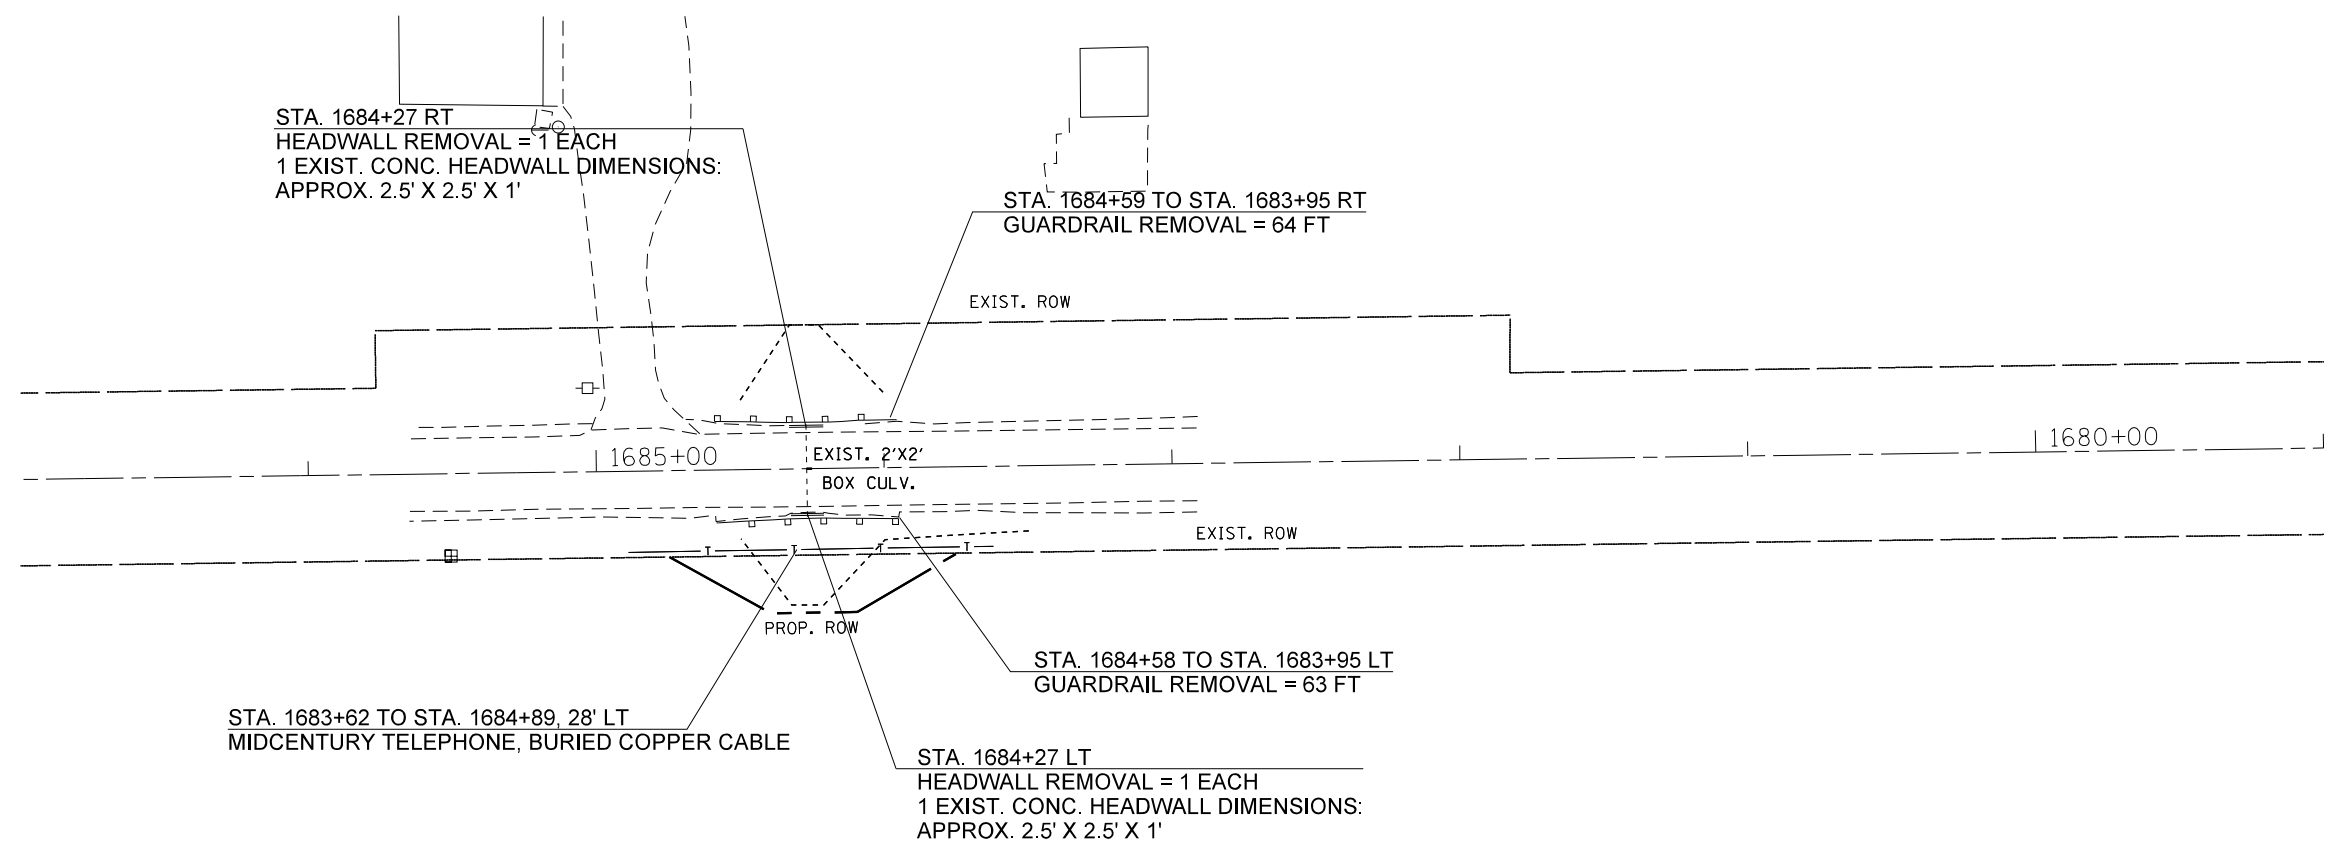 STA. 1684+27 RT
HEADWALL REMOVAL = 1 EACH
1 EXIST. CONC. HEADWALL DIMENSIONS:
APPROX. 2.5' X 2.5' X 1'
STA. 1684+59 TO STA. 1683+95 RT
GUARDRAIL REMOVAL = 64 FT
EXIST. ROW
1685+00
EXIST. 2'X2'
BOX CULV.
1680+00
EXIST. ROW
PROP. ROW
STA. 1684+58 TO STA. 1683+95 LT
GUARDRAIL REMOVAL = 63 FT
STA. 1683+62 TO STA. 1684+89, 28' LT
MIDCENTURY TELEPHONE, BURIED COPPER CABLE
STA. 1684+27 LT
HEADWALL REMOVAL = 1 EACH
1 EXIST. CONC. HEADWALL DIMENSIONS:
APPROX. 2.5' X 2.5' X 1'